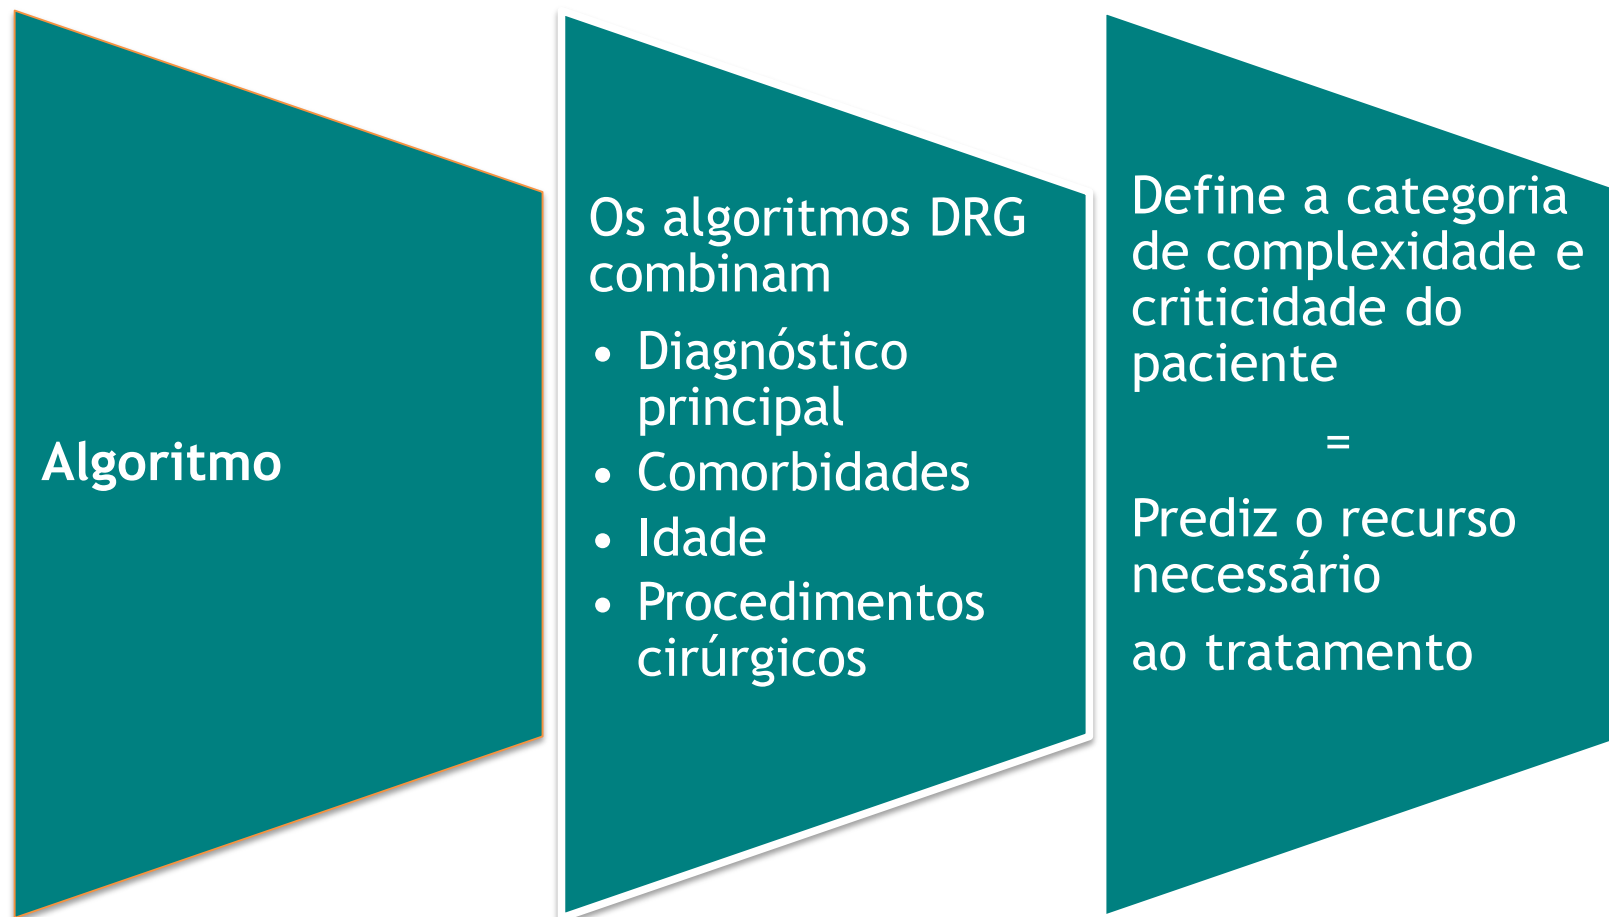 Algoritmo
Os algoritmos DRG
combinam
• Diagnóstico
principal
• Comorbidades
• Idade
• Procedimentos
cirúrgicos
Define a categoria
de complexidade e
criticidade do
paciente
=
Prediz o recurso
necessário
ao tratamento